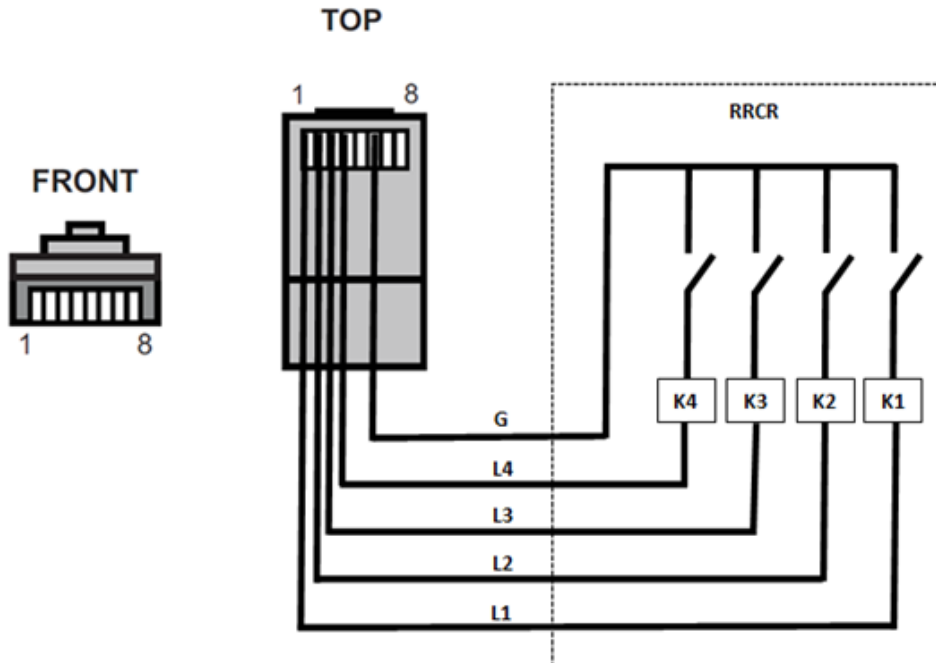 TOP
1 8
RRCR
FRONT
1 8
K4 K3 K2 K1
G
L4
L3
L2
L1